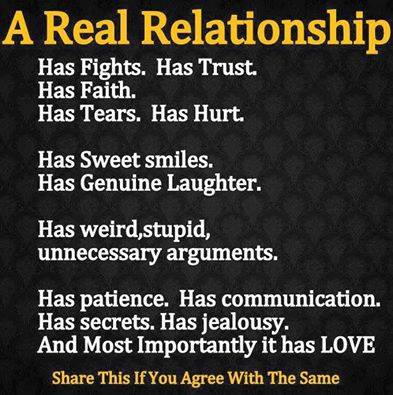 A Real Relationship
Has Fights. Has Trust.
Has Faith.
Has Tears. Has Hurt.
Has Sweet smiles.
Has Genuine Laughter.
Has weird,stupid,
unnecessary arguments.
Has patience. Has communication.
Has secrets. Has jealousy.
And Most Importantly it has LOVE
Share This If You Agree With The Same